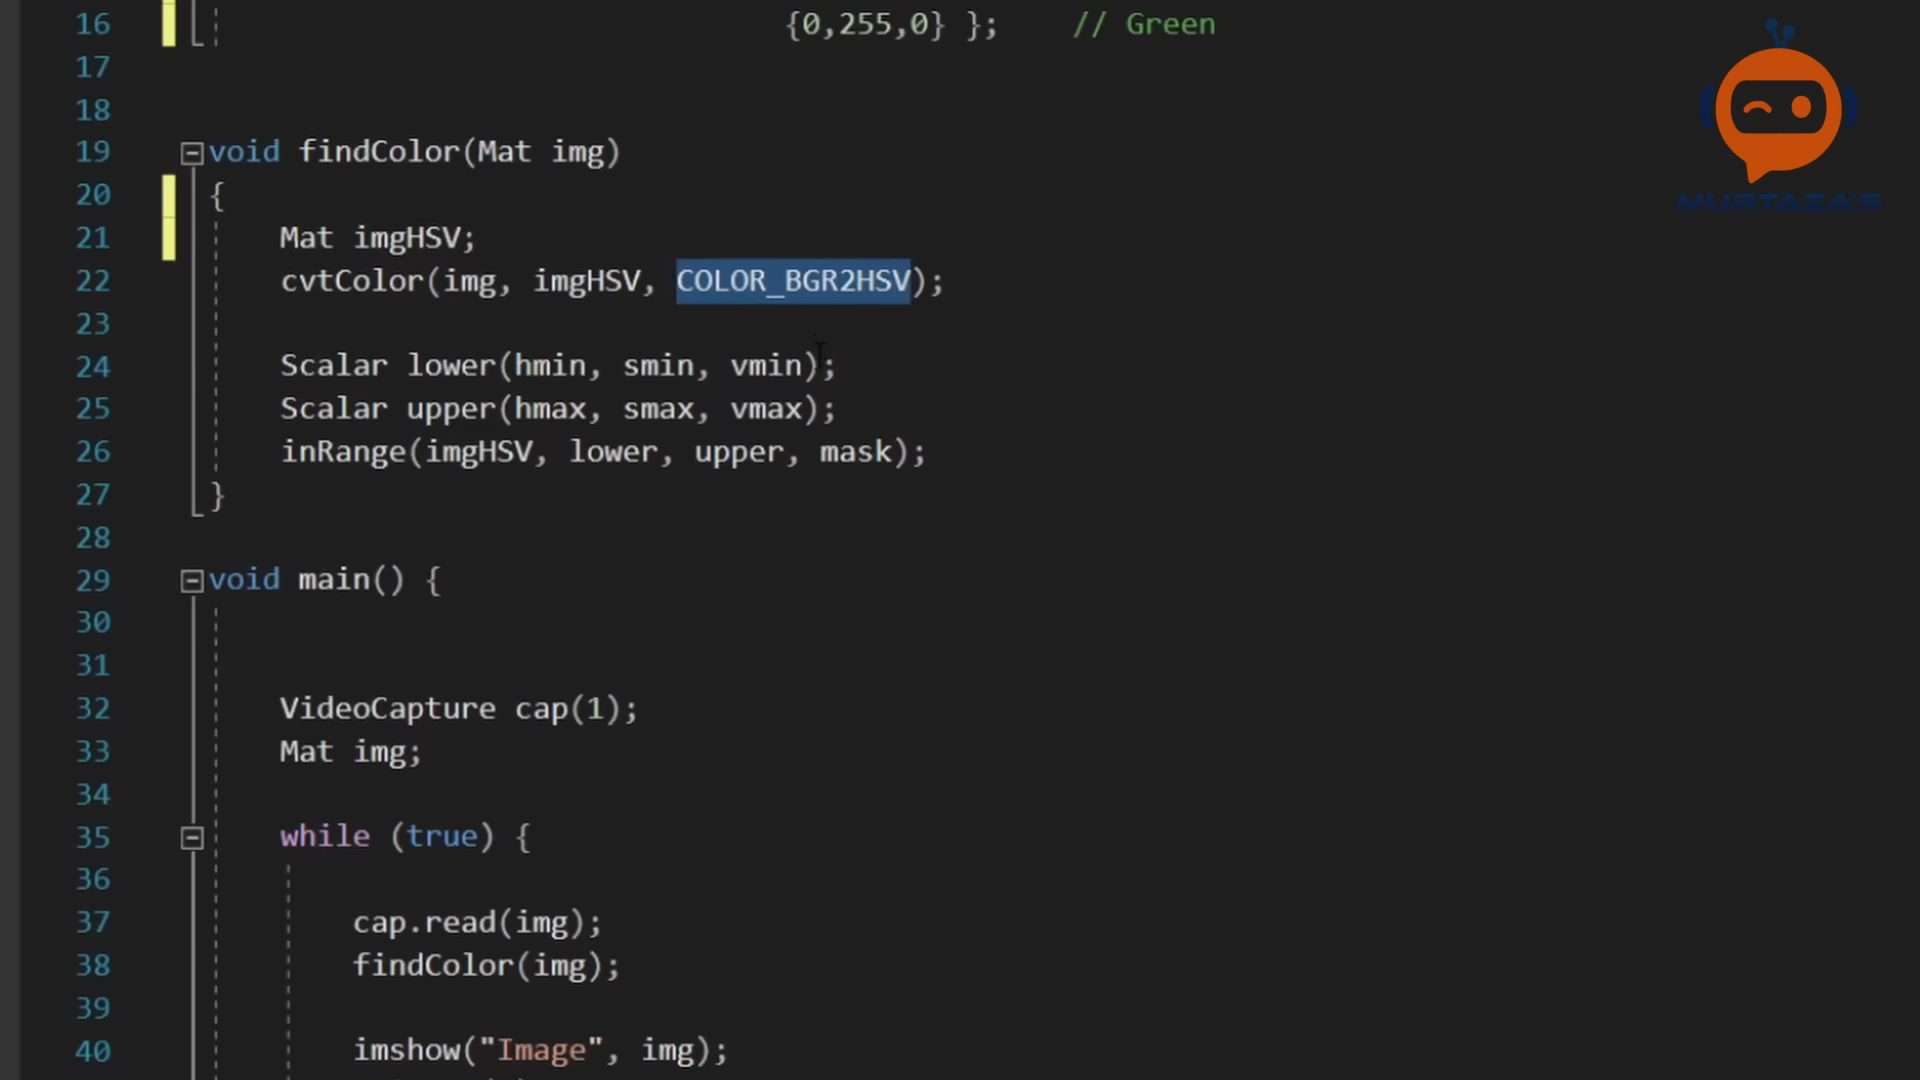 16 {0,255,0} }; // Green
17
18
19 void findColor(Mat img)
20 {
21 Mat imgHSV;
22 cvtColor(img, imgHSV, COLOR_BGR2HSV);
23
24 Scalar lower(hmin, smin, vmin);
25 Scalar upper(hmax, smax, vmax);
26 inRange(imgHSV, lower, upper, mask);
27 }
28
29 void main() {
30
31
32 VideoCapture cap(1);
33 Mat img;
34
35 while (true) {
36
37 cap.read(img);
38 findColor(img);
39
40 imshow("Image", img);
MURTAZA'S